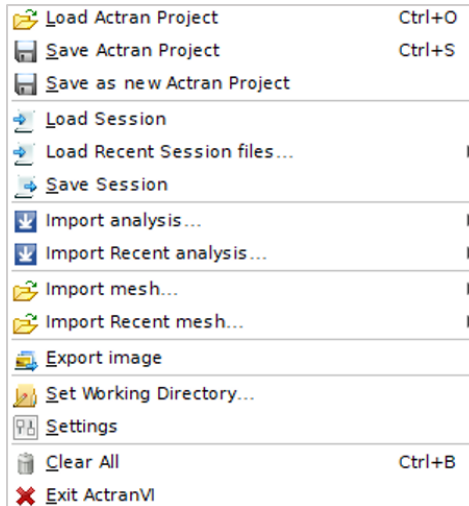 Load Actran Project Ctrl+O
Save Actran Project Ctrl+S
Save as new Actran Project
Load Session
Load Recent Session files...
Save Session
Import analysis...
Import Recent analysis...
Import mesh...
Import Recent mesh...
Export image
Set Working Directory...
Settings
Clear All Ctrl+B
Exit ActranVI